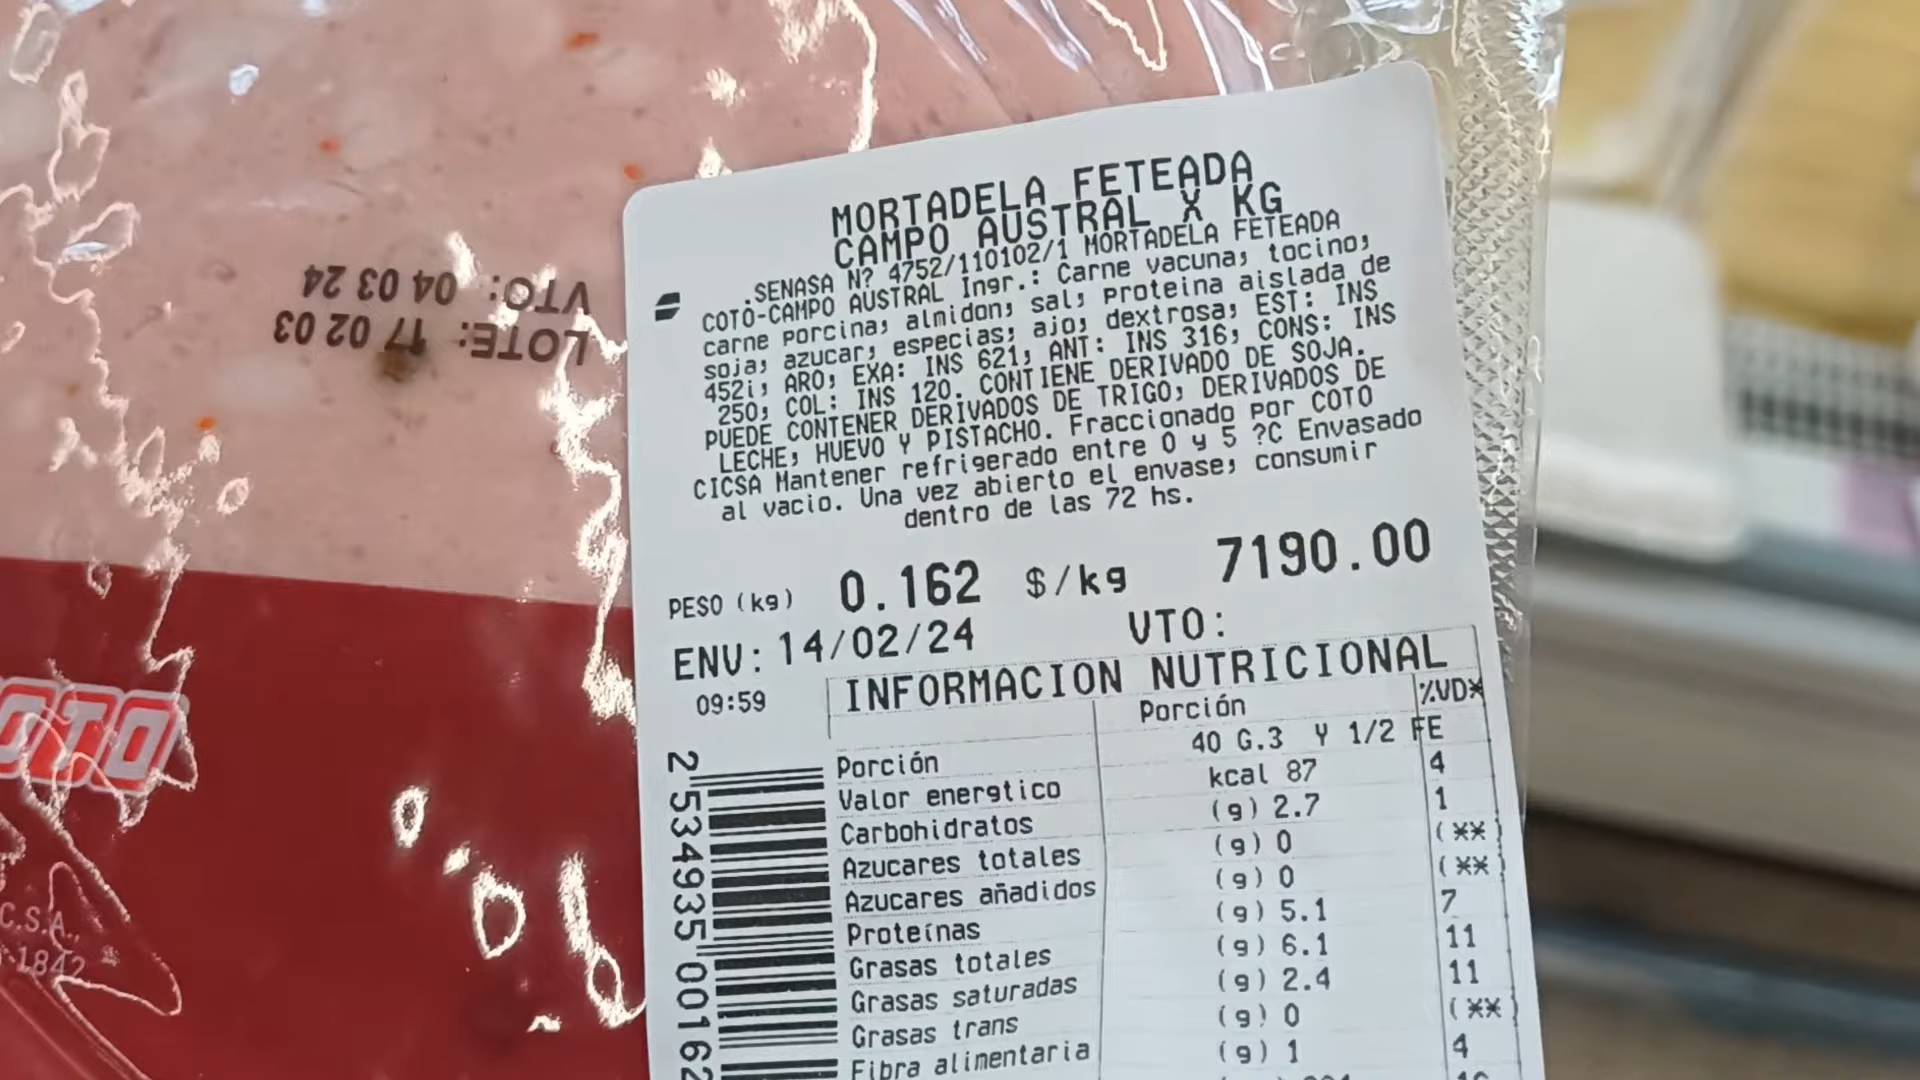 VTO: 04 03 24
LOTE: 17 02 03
MORTADELA FETEADA
CAMPO AUSTRAL X KG
.SENASA N? 4752/110102/1 MORTADELA FETEADA
COTO-CAMPO AUSTRAL Ingr.: Carne vacuna, tocino,
carne porcina, almidon, sal, Proteina aislada de
soja, azucar, especias, ajo, dextrosa, EST: INS
452i, ARO, EXA: INS 621, ANT: INS 316, CONS: INS
250, COL: INS 120. CONTIENE DERIVADO DE SOJA.
PUEDE CONTENER DERIVADOS DE TRIGO, DERIVADOS DE
LECHE, HUEVO Y PISTACHO. Fraccionado por COTO
CICSA Mantener refrigerado entre 0 y 5 ?C Envasado
al vacio. Una vez abierto el envase, consumir
dentro de las 72 hs.
PESO (kg) 0.162 $/kg 7190.00
ENV: 14/02/24 VTO:
09:59
INFORMACION NUTRICIONAL
Porción %VD*
Porción 40 G.3 Y 1/2 FE
Valor energtico kcal 87 4
Carbohidratos (g) 2.7 1
Azucares totales (g) 0 (**)
Azucares añadidos (g) 0 (**)
Proteínas (g) 5.1 7
Grasas totales (g) 6.1 11
Grasas saturadas (g) 2.4 11
Grasas trans (g) 0 (**)
Fibra alimentaria (g) 1 4
2 534935 00162
COTO
C.S.A.,
1842